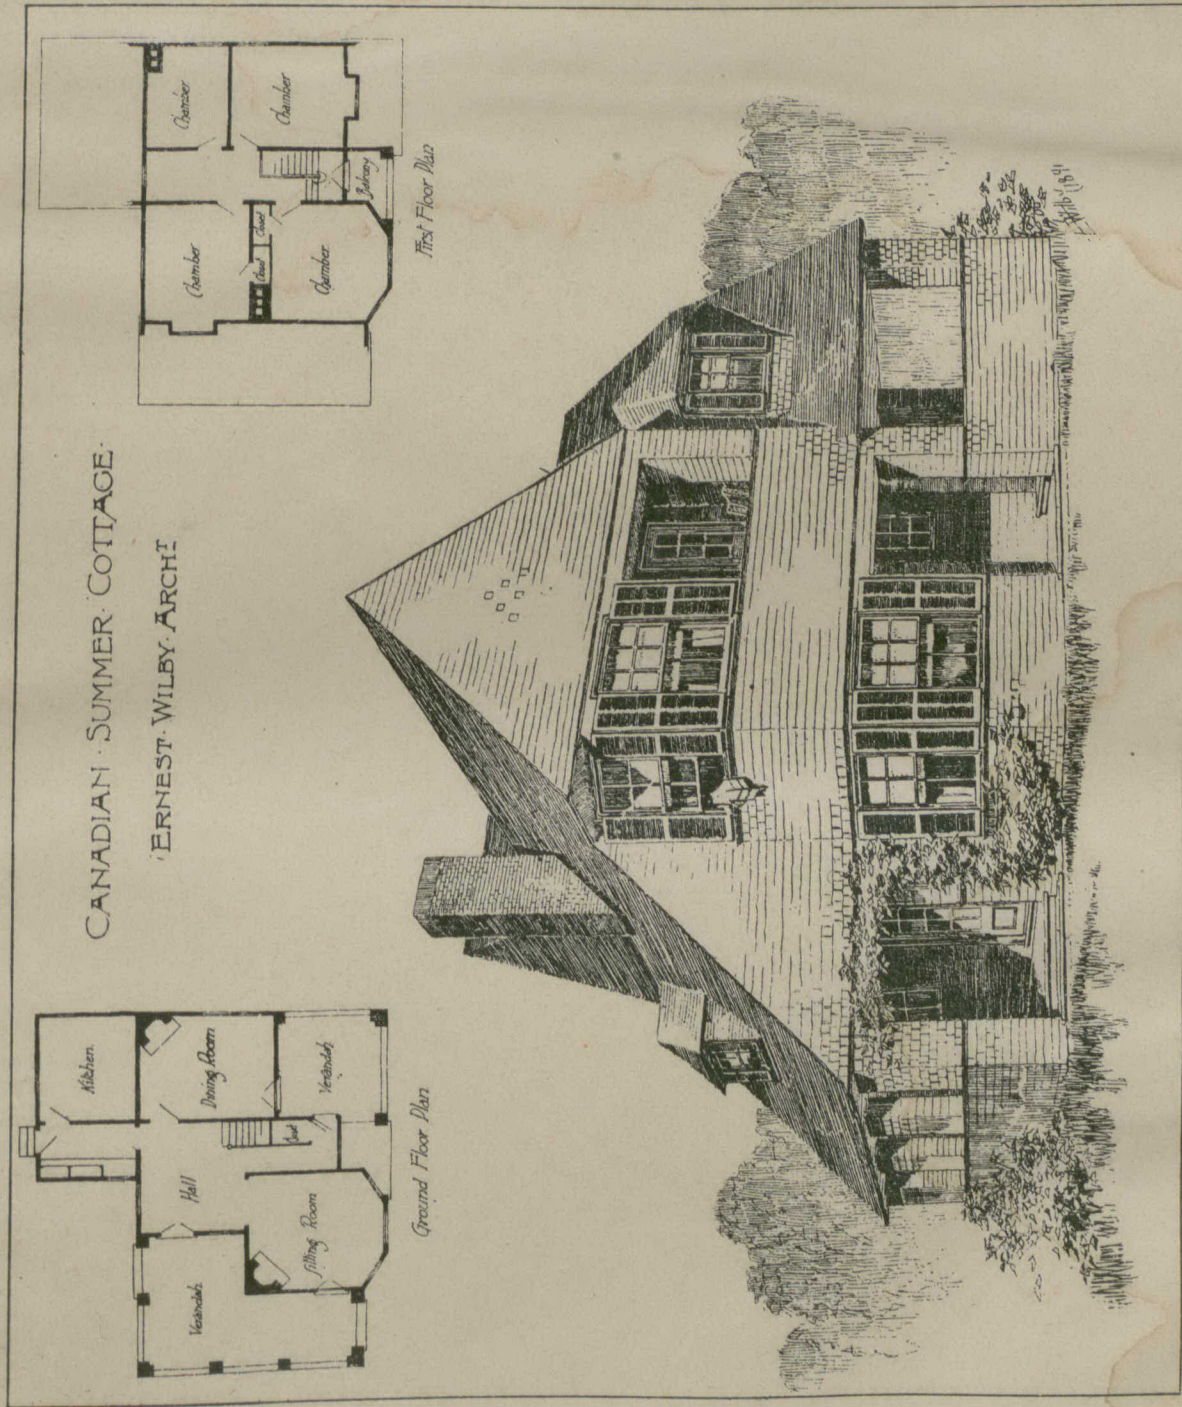 CANADIAN · SUMMER · COTTAGE ·
· ERNEST · WILBY · ARCHT
Kitchen.
Dining Room
Verandah
Hall
Closet
Sitting Room
Verandah.
Ground Floor Plan
Chamber
Chamber
Balcony
Closet
Closet
Chamber
Chamber
First Floor Plan